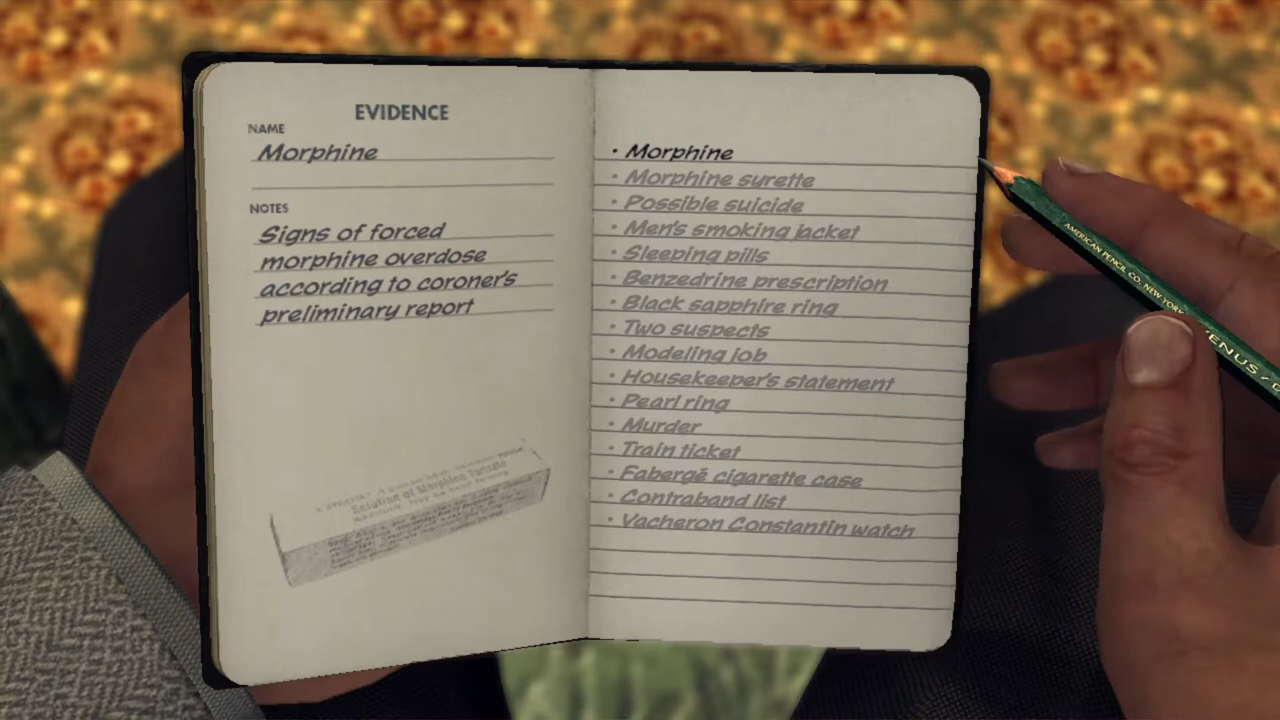 EVIDENCE
NAME
Morphine
NOTES
Signs of forced
morphine overdose
according to coroner's
preliminary report
Solution of Morphine Tartrate
• Morphine
• Morphine syrette
• Possible suicide
• Men's smoking jacket
• Sleeping pills
• Benzedrine prescription
• Black sapphire ring
• Two suspects
• Modeling job
• Housekeeper's statement
• Pearl ring
• Murder
• Train ticket
• Fabergé cigarette case
• Contraband list
• Vacheron Constantin watch
AMERICAN PENCIL CO. NEW YORK
VENUS